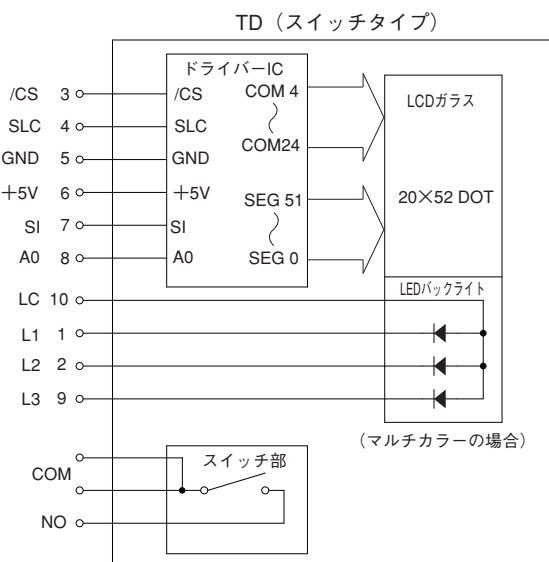 TD（スイッチタイプ）
ドライバーIC
/CS 3 /CS COM 4
SLC 4 SLC
COM24
GND 5 GND
＋5V 6 ＋5V SEG 51
SI 7 SI
A0 8 A0 SEG 0
LCDガラス
20×52 DOT
LEDバックライト
LC 10
L1 1
L2 2
L3 9
（マルチカラーの場合）
スイッチ部
COM
NO